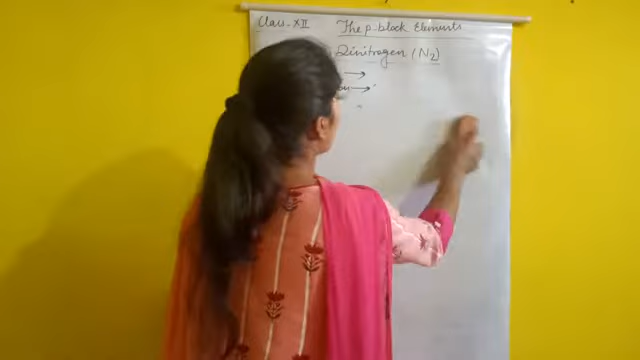 Class-XII The p-block Elements
Dinitrogen (N2)
→
→